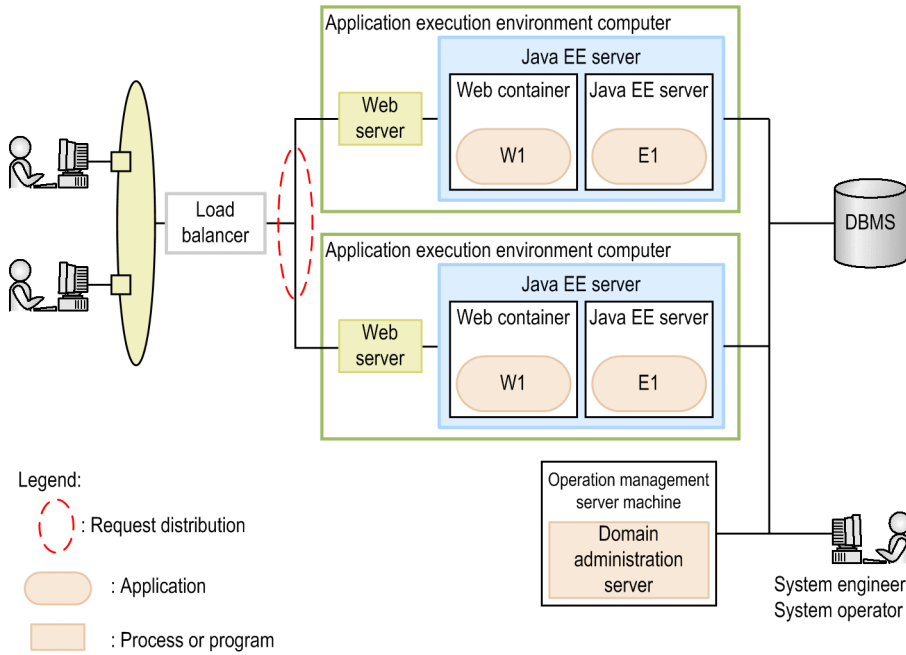 Application execution environment computer
Java EE server
Web container
Java EE server
Web
server
W1
E1
Load
balancer
DBMS
Application execution environment computer
Java EE server
Web container
Java EE server
Web
server
W1
E1
Operation management
server machine
Domain
administration
server
System engineer
System operator
Legend:
: Request distribution
: Application
: Process or program